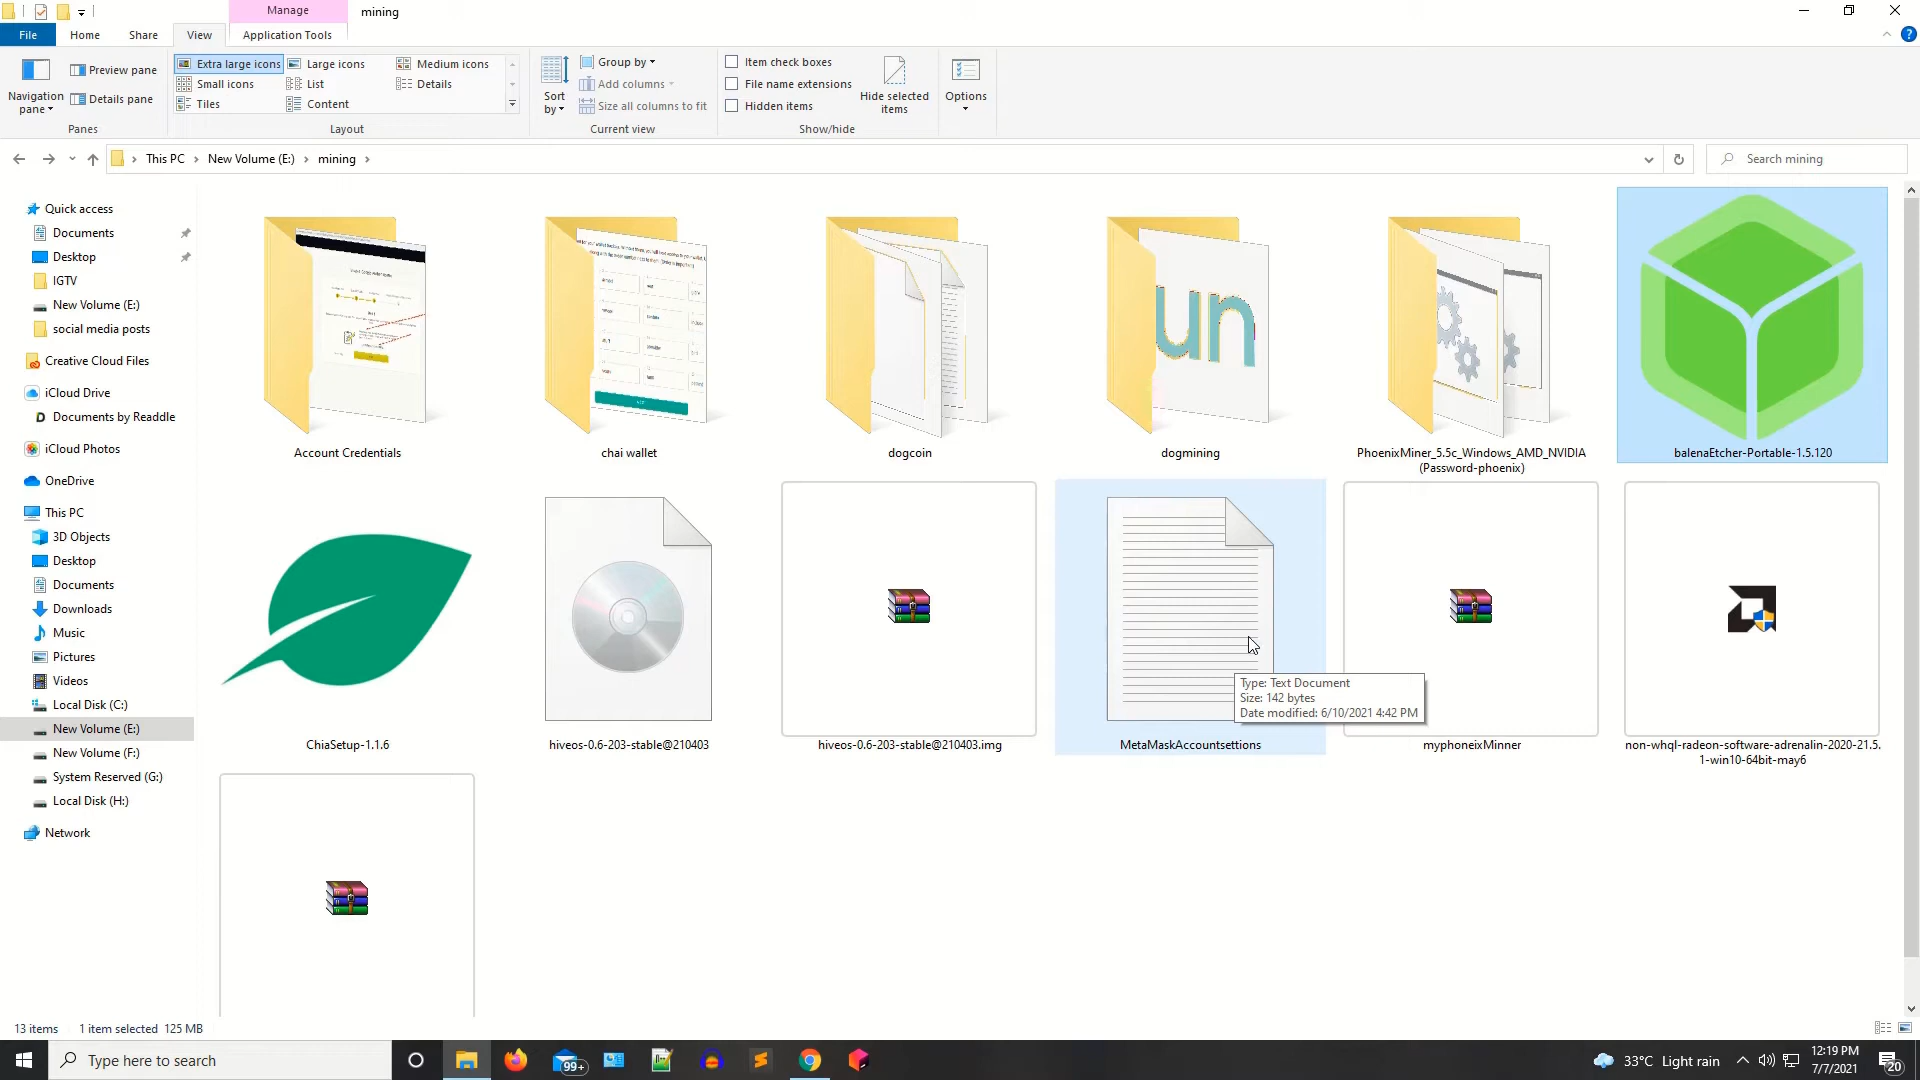 Manage
mining
File
Home
Share
View
Application Tools
Navigation pane
Preview pane
Details pane
Panes
Extra large icons
Large icons
Medium icons
Small icons
List
Details
Tiles
Content
Layout
Sort by
Group by
Add columns
Size all columns to fit
Current view
Item check boxes
File name extensions
Hidden items
Hide selected items
Show/hide
Options
This PC
New Volume (E:)
mining
Search mining
Quick access
Documents
Desktop
IGTV
New Volume (E:)
social media posts
Creative Cloud Files
iCloud Drive
Documents by Readdle
iCloud Photos
OneDrive
This PC
3D Objects
Desktop
Documents
Downloads
Music
Pictures
Videos
Local Disk (C:)
New Volume (E:)
New Volume (F:)
System Reserved (G:)
Local Disk (H:)
Network
un
Account Credentials
chai wallet
dogcoin
dogmining
PhoenixMiner_5.5c_Windows_AMD_NVIDIA
(Password-phoenix)
balenaEtcher-Portable-1.5.120
ChiaSetup-1.1.6
hiveos-0.6-203-stable@210403
hiveos-0.6-203-stable@210403.img
MetaMaskAccountsettions
Type: Text Document
Size: 142 bytes
Date modified: 6/10/2021 4:42 PM
myphoneixMinner
non-whql-radeon-software-adrenalin-2020-21.5.
1-win10-64bit-may6
13 items
1 item selected 125 MB
Type here to search
99+
33°C Light rain
12:19 PM
7/7/2021
20